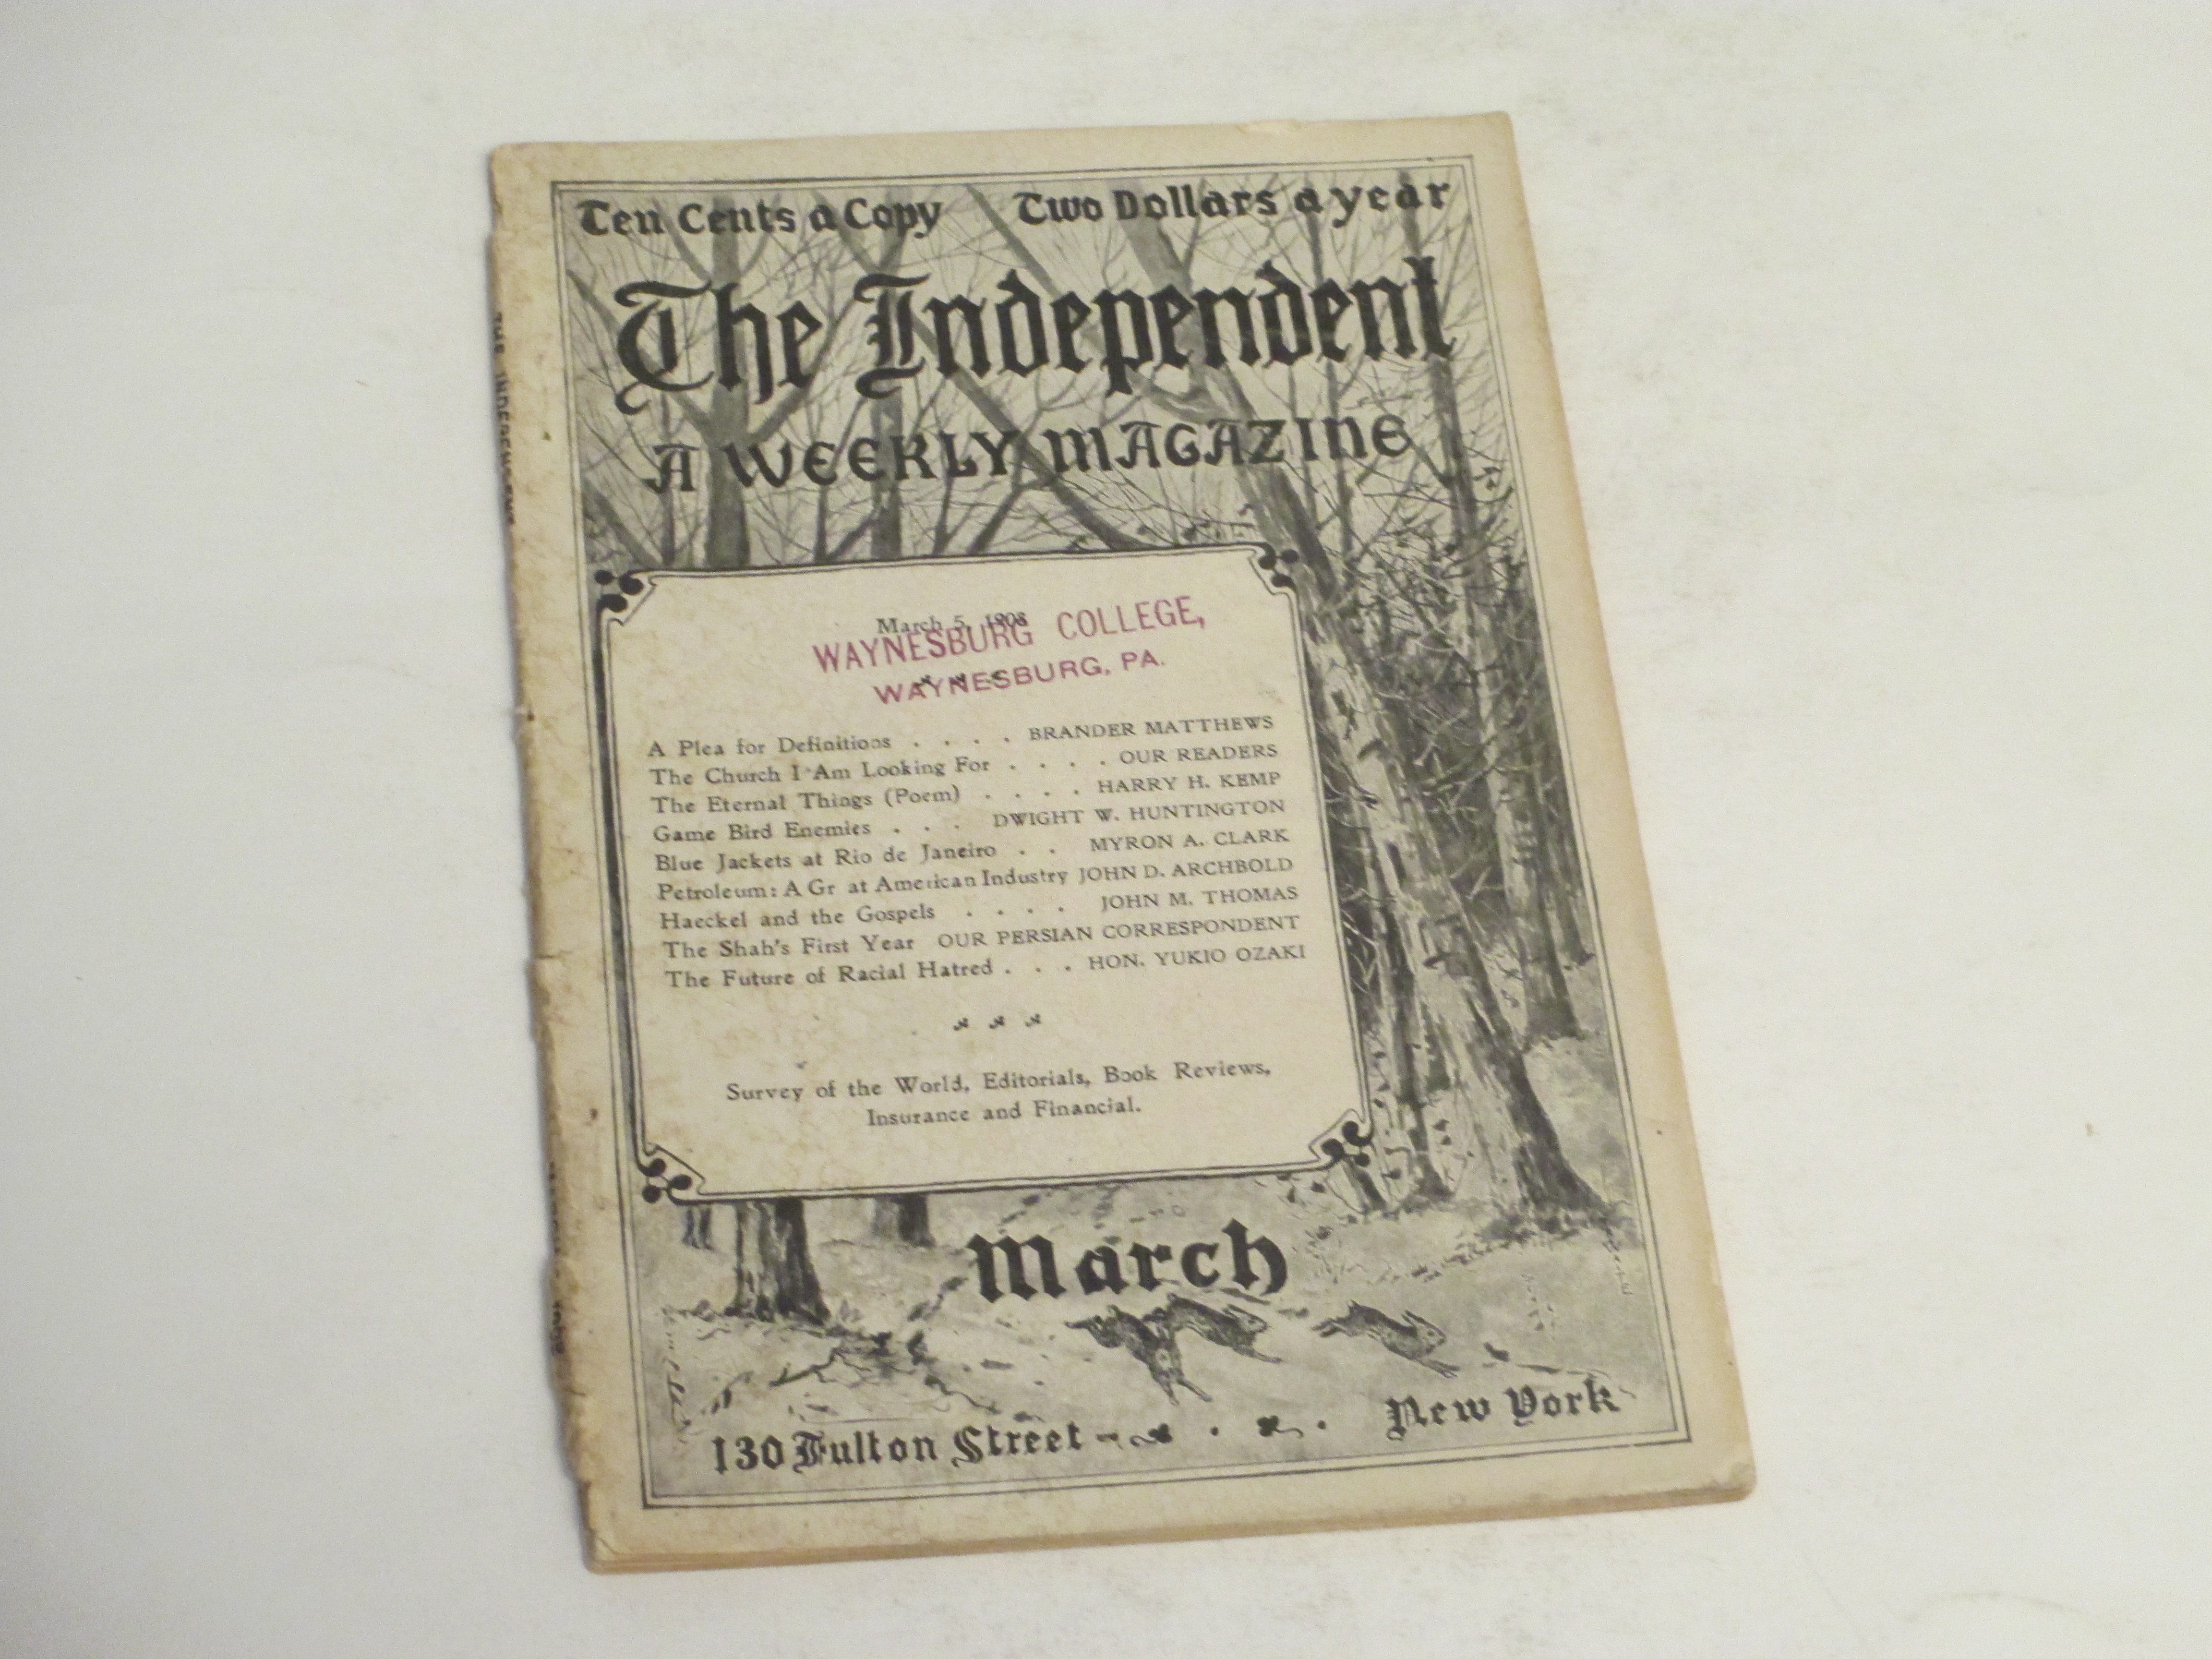 Ten Cents a Copy Two Dollars a year
The Independent
A WEEKLY MAGAZINE
March 5, 1908
WAYNESBURG COLLEGE,
WAYNESBURG, PA.
A Plea for Definitions . . . . BRANDER MATTHEWS
The Church I Am Looking For . . . . OUR READERS
The Eternal Things (Poem) . . . . HARRY H. KEMP
Game Bird Enemies . . . DWIGHT W. HUNTINGTON
Blue Jackets at Rio de Janeiro . . MYRON A. CLARK
Petroleum: A Gr at American Industry JOHN D. ARCHBOLD
Haeckel and the Gospels . . . . JOHN M. THOMAS
The Shah's First Year OUR PERSIAN CORRESPONDENT
The Future of Racial Hatred . . . HON. YUKIO OZAKI
Survey of the World, Editorials, Book Reviews,
Insurance and Financial.
March
130 Fulton Street New York
THE INDEPENDENT